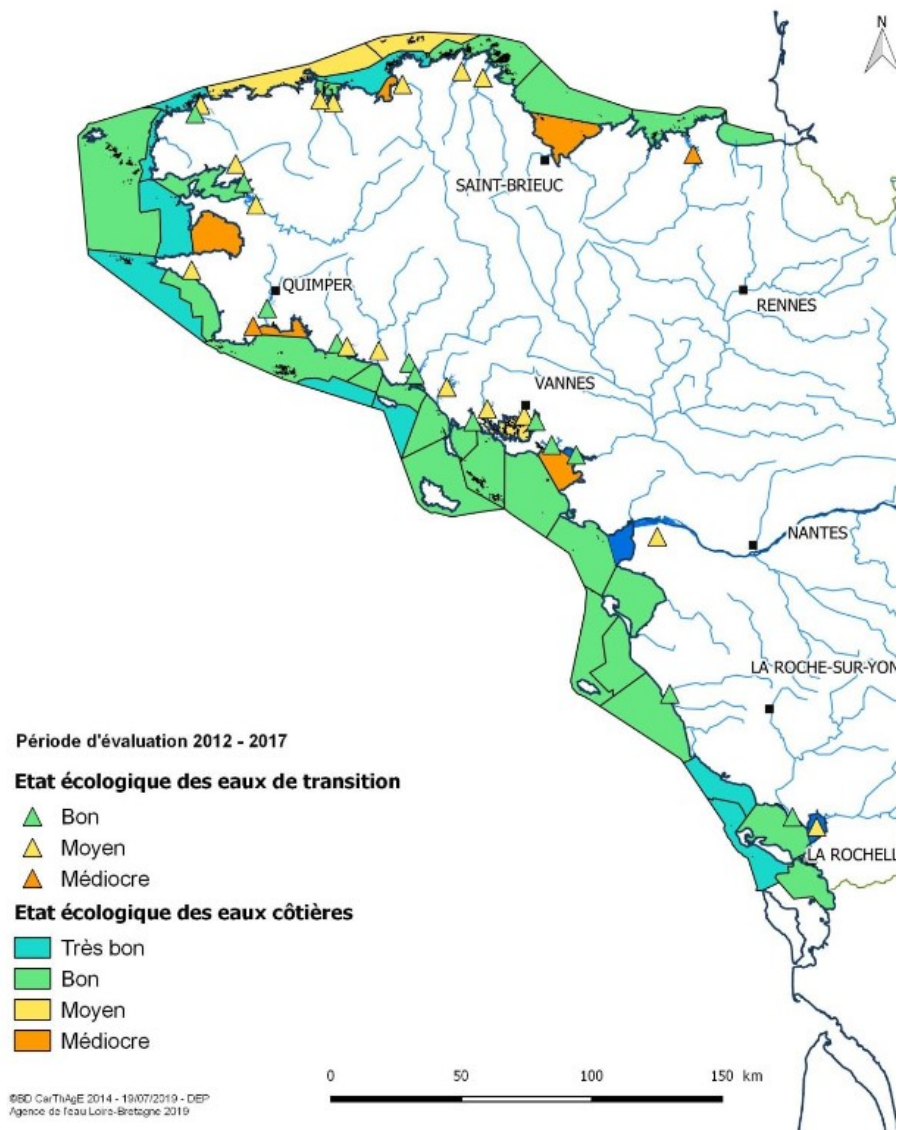 N
SAINT-BRIEUC
QUIMPER
RENNES
VANNES
NANTES
LA ROCHE-SUR-YON
LA ROCHELL
Période d'évaluation 2012 - 2017
Etat écologique des eaux de transition
Bon
Moyen
Médiocre
Etat écologique des eaux côtières
Très bon
Bon
Moyen
Médiocre
0 50 100 150 km
©BD CarThAgE 2014 - 19/07/2019 - DEP
Agence de l'eau Loire-Bretagne 2019